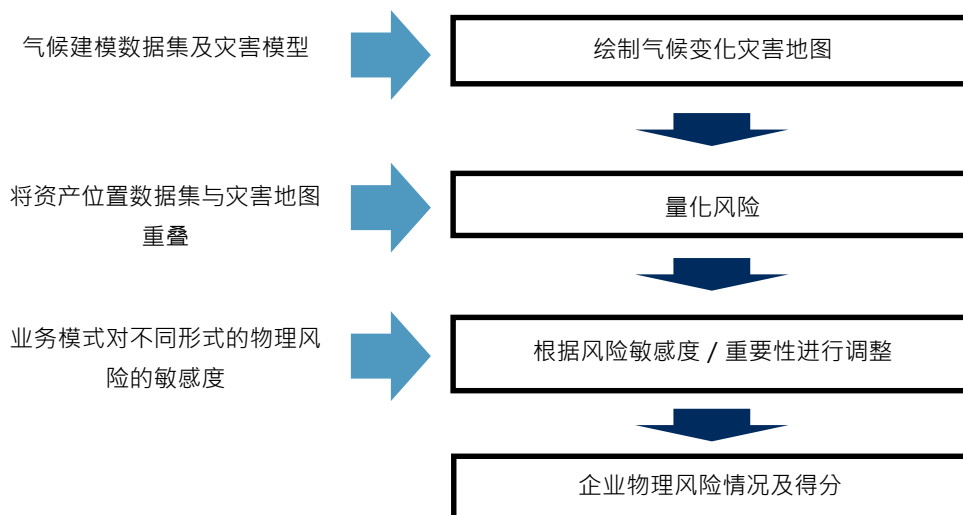 气候建模数据集及灾害模型
绘制气候变化灾害地图
将资产位置数据集与灾害地图
重叠
量化风险
业务模式对不同形式的物理风
险的敏感度
根据风险敏感度 / 重要性进行调整
企业物理风险情况及得分